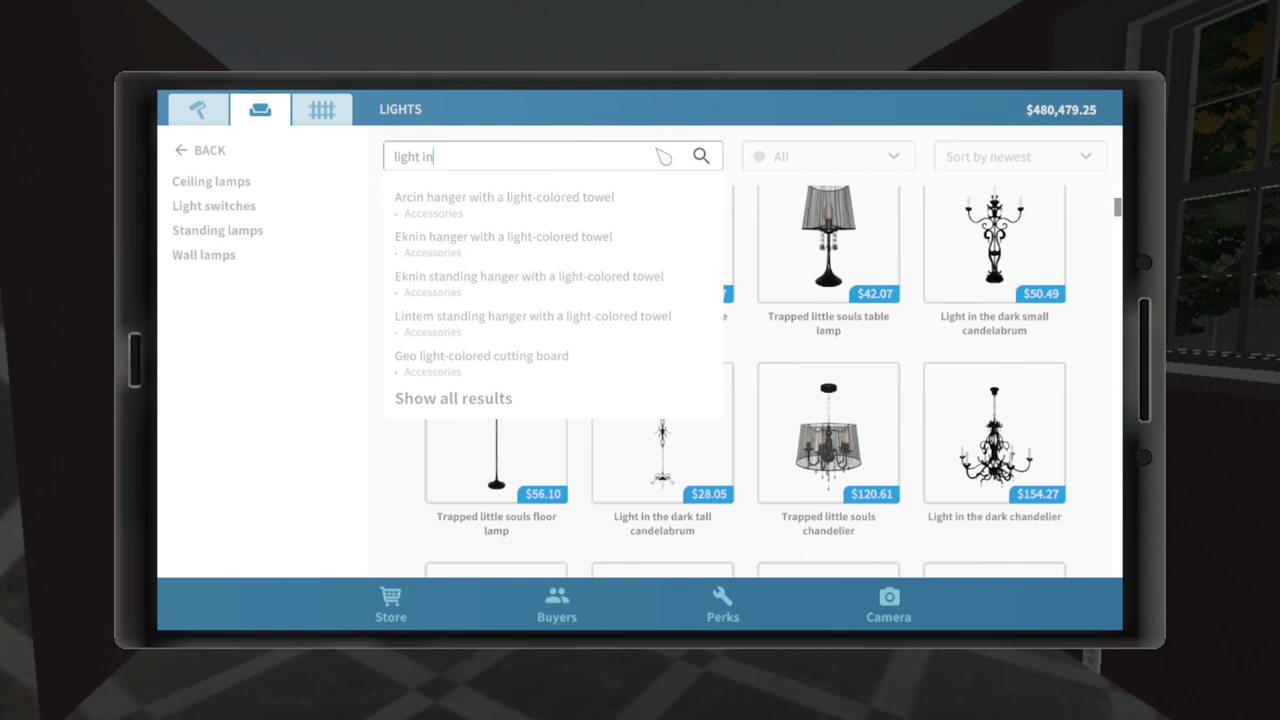 LIGHTS
$480,479.25
BACK
Ceiling lamps
Light switches
Standing lamps
Wall lamps
light in
All
Sort by newest
Arcin hanger with a light-colored towel
• Accessories
Eknin hanger with a light-colored towel
• Accessories
Eknin standing hanger with a light-colored towel
• Accessories
Lintem standing hanger with a light-colored towel
• Accessories
Geo light-colored cutting board
• Accessories
Show all results
$42.07
Trapped little souls table
lamp
$50.49
Light in the dark small
candelabrum
$56.10
Trapped little souls floor
lamp
$28.05
Light in the dark tall
candelabrum
$120.61
Trapped little souls
chandelier
$154.27
Light in the dark chandelier
Store
Buyers
Perks
Camera